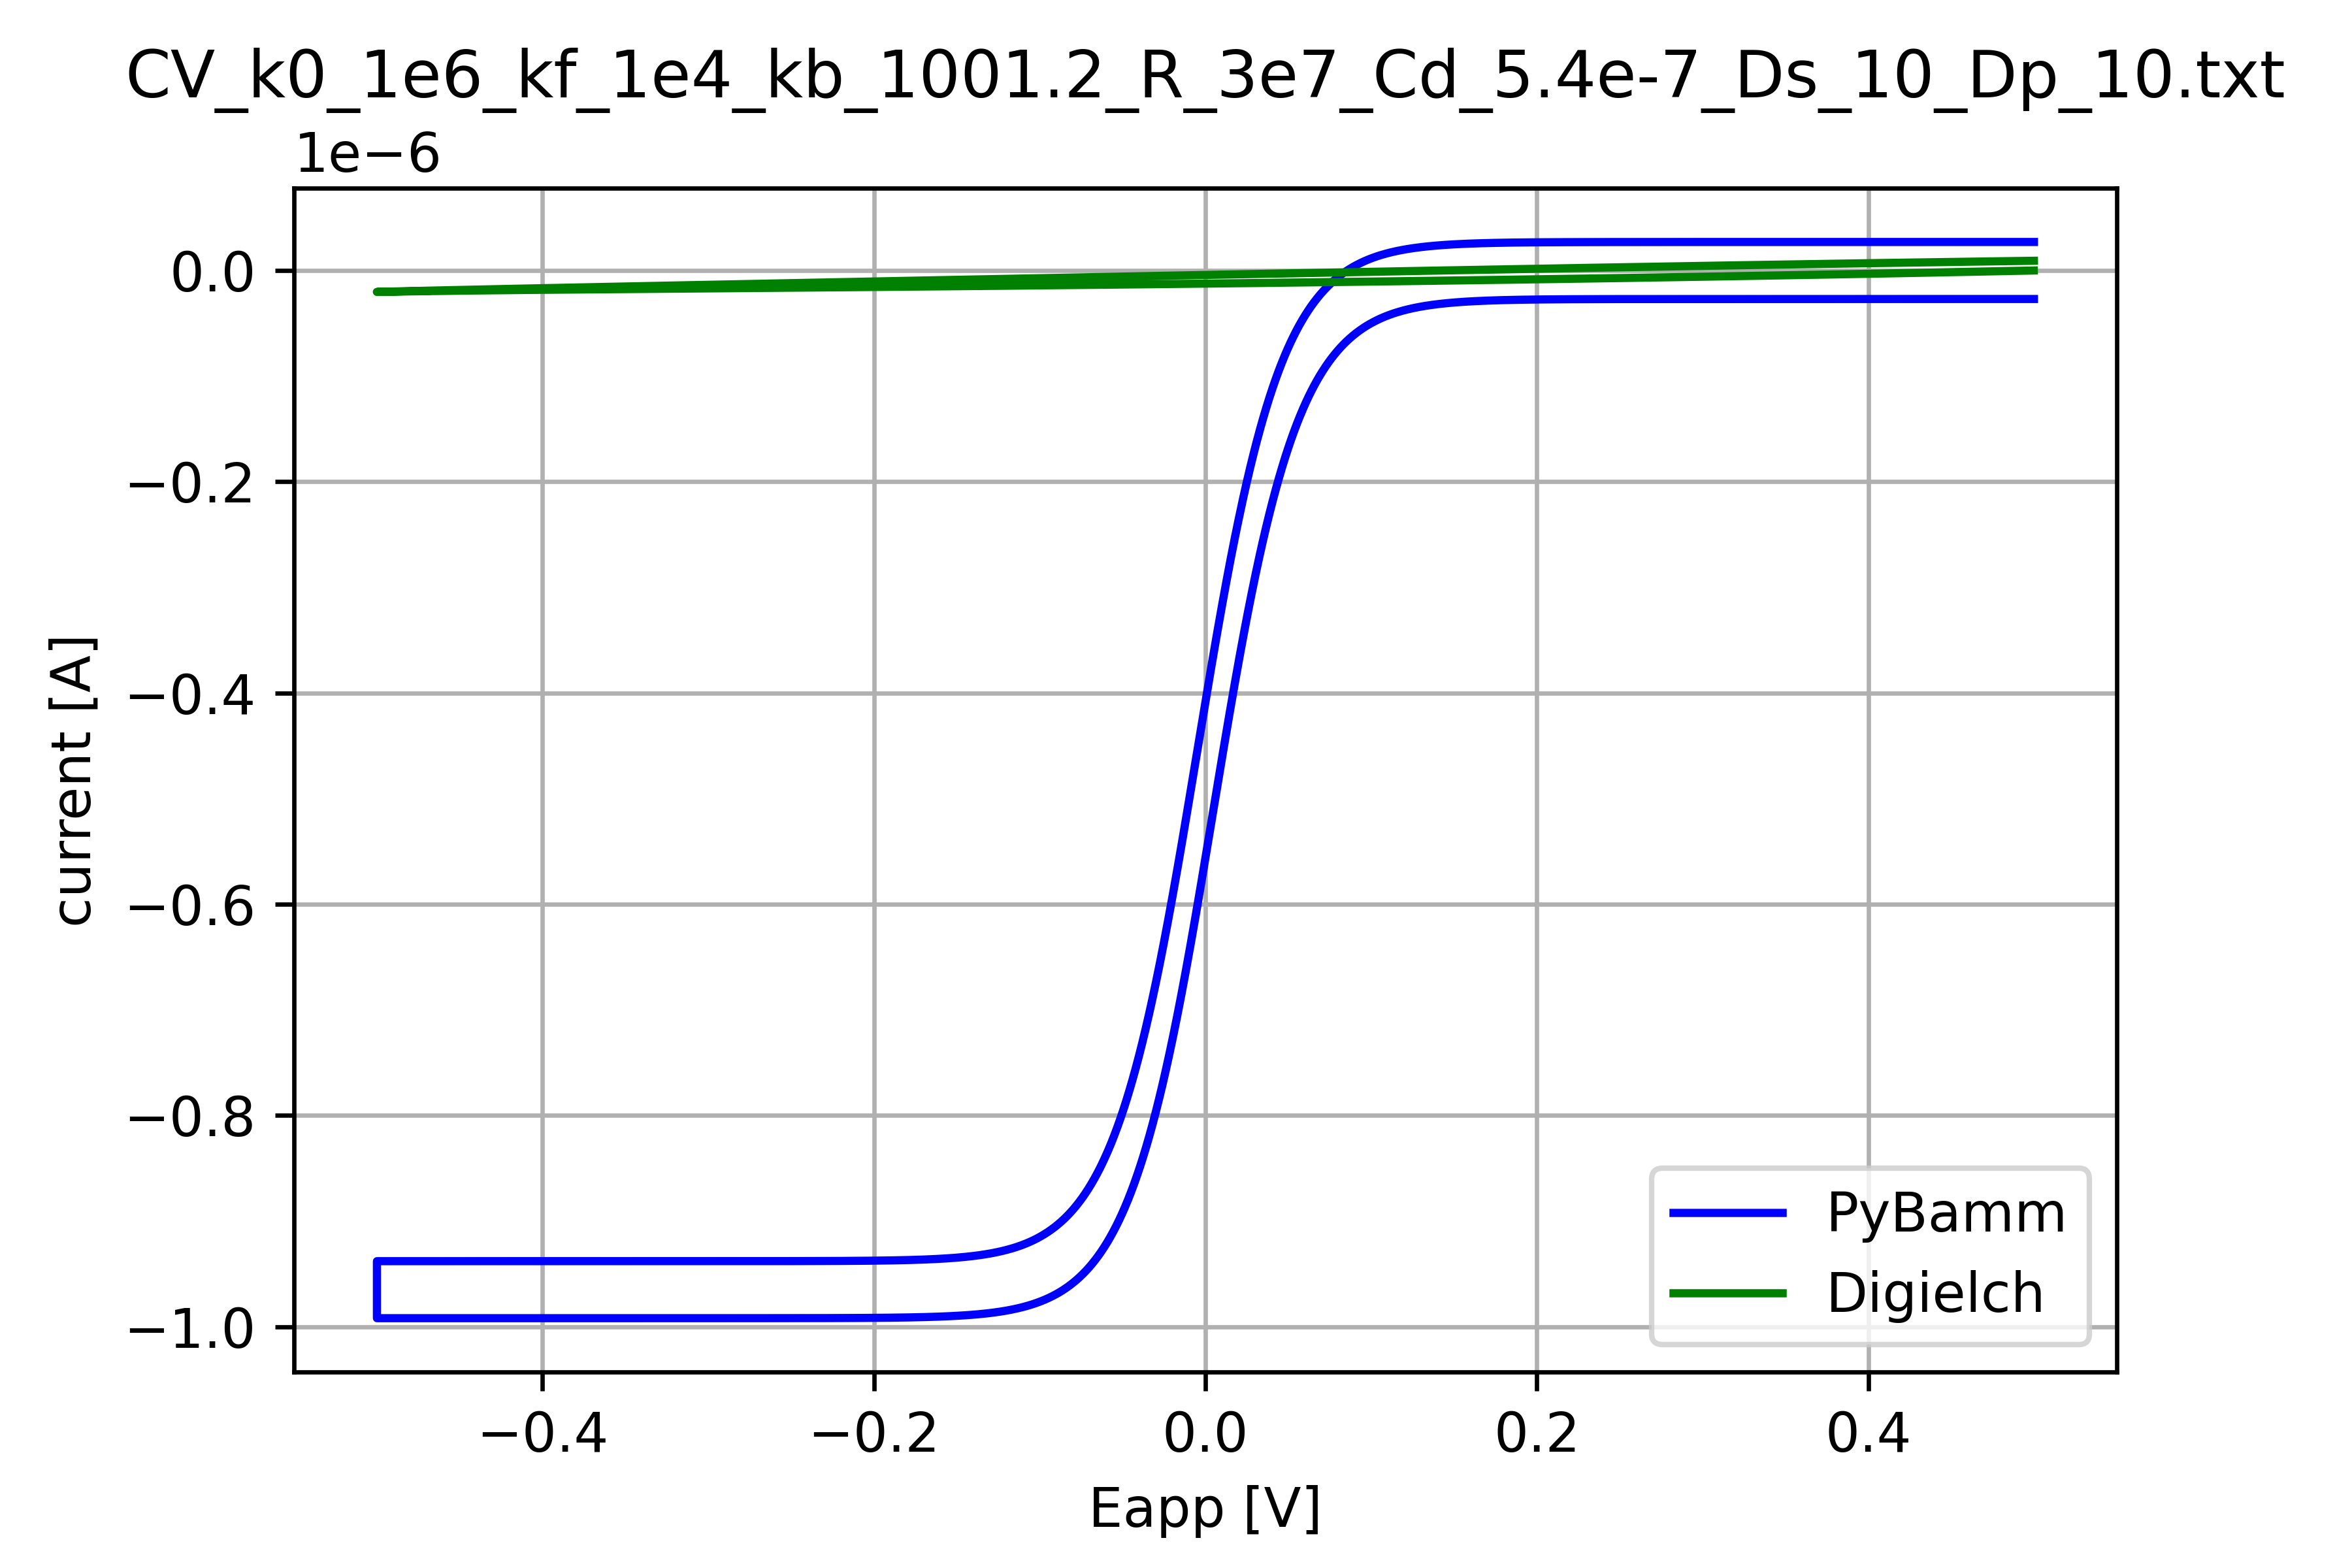 CV_k0_1e6_kf_1e4_kb_1001.2_R_3e7_Cd_5.4e-7_Ds_10_Dp_10.txt
1e−6
0.0
−0.2
−0.4
−0.6
−0.8
−1.0
current [A]
−0.4 −0.2 0.0 0.2 0.4
Eapp [V]
PyBamm
Digielch